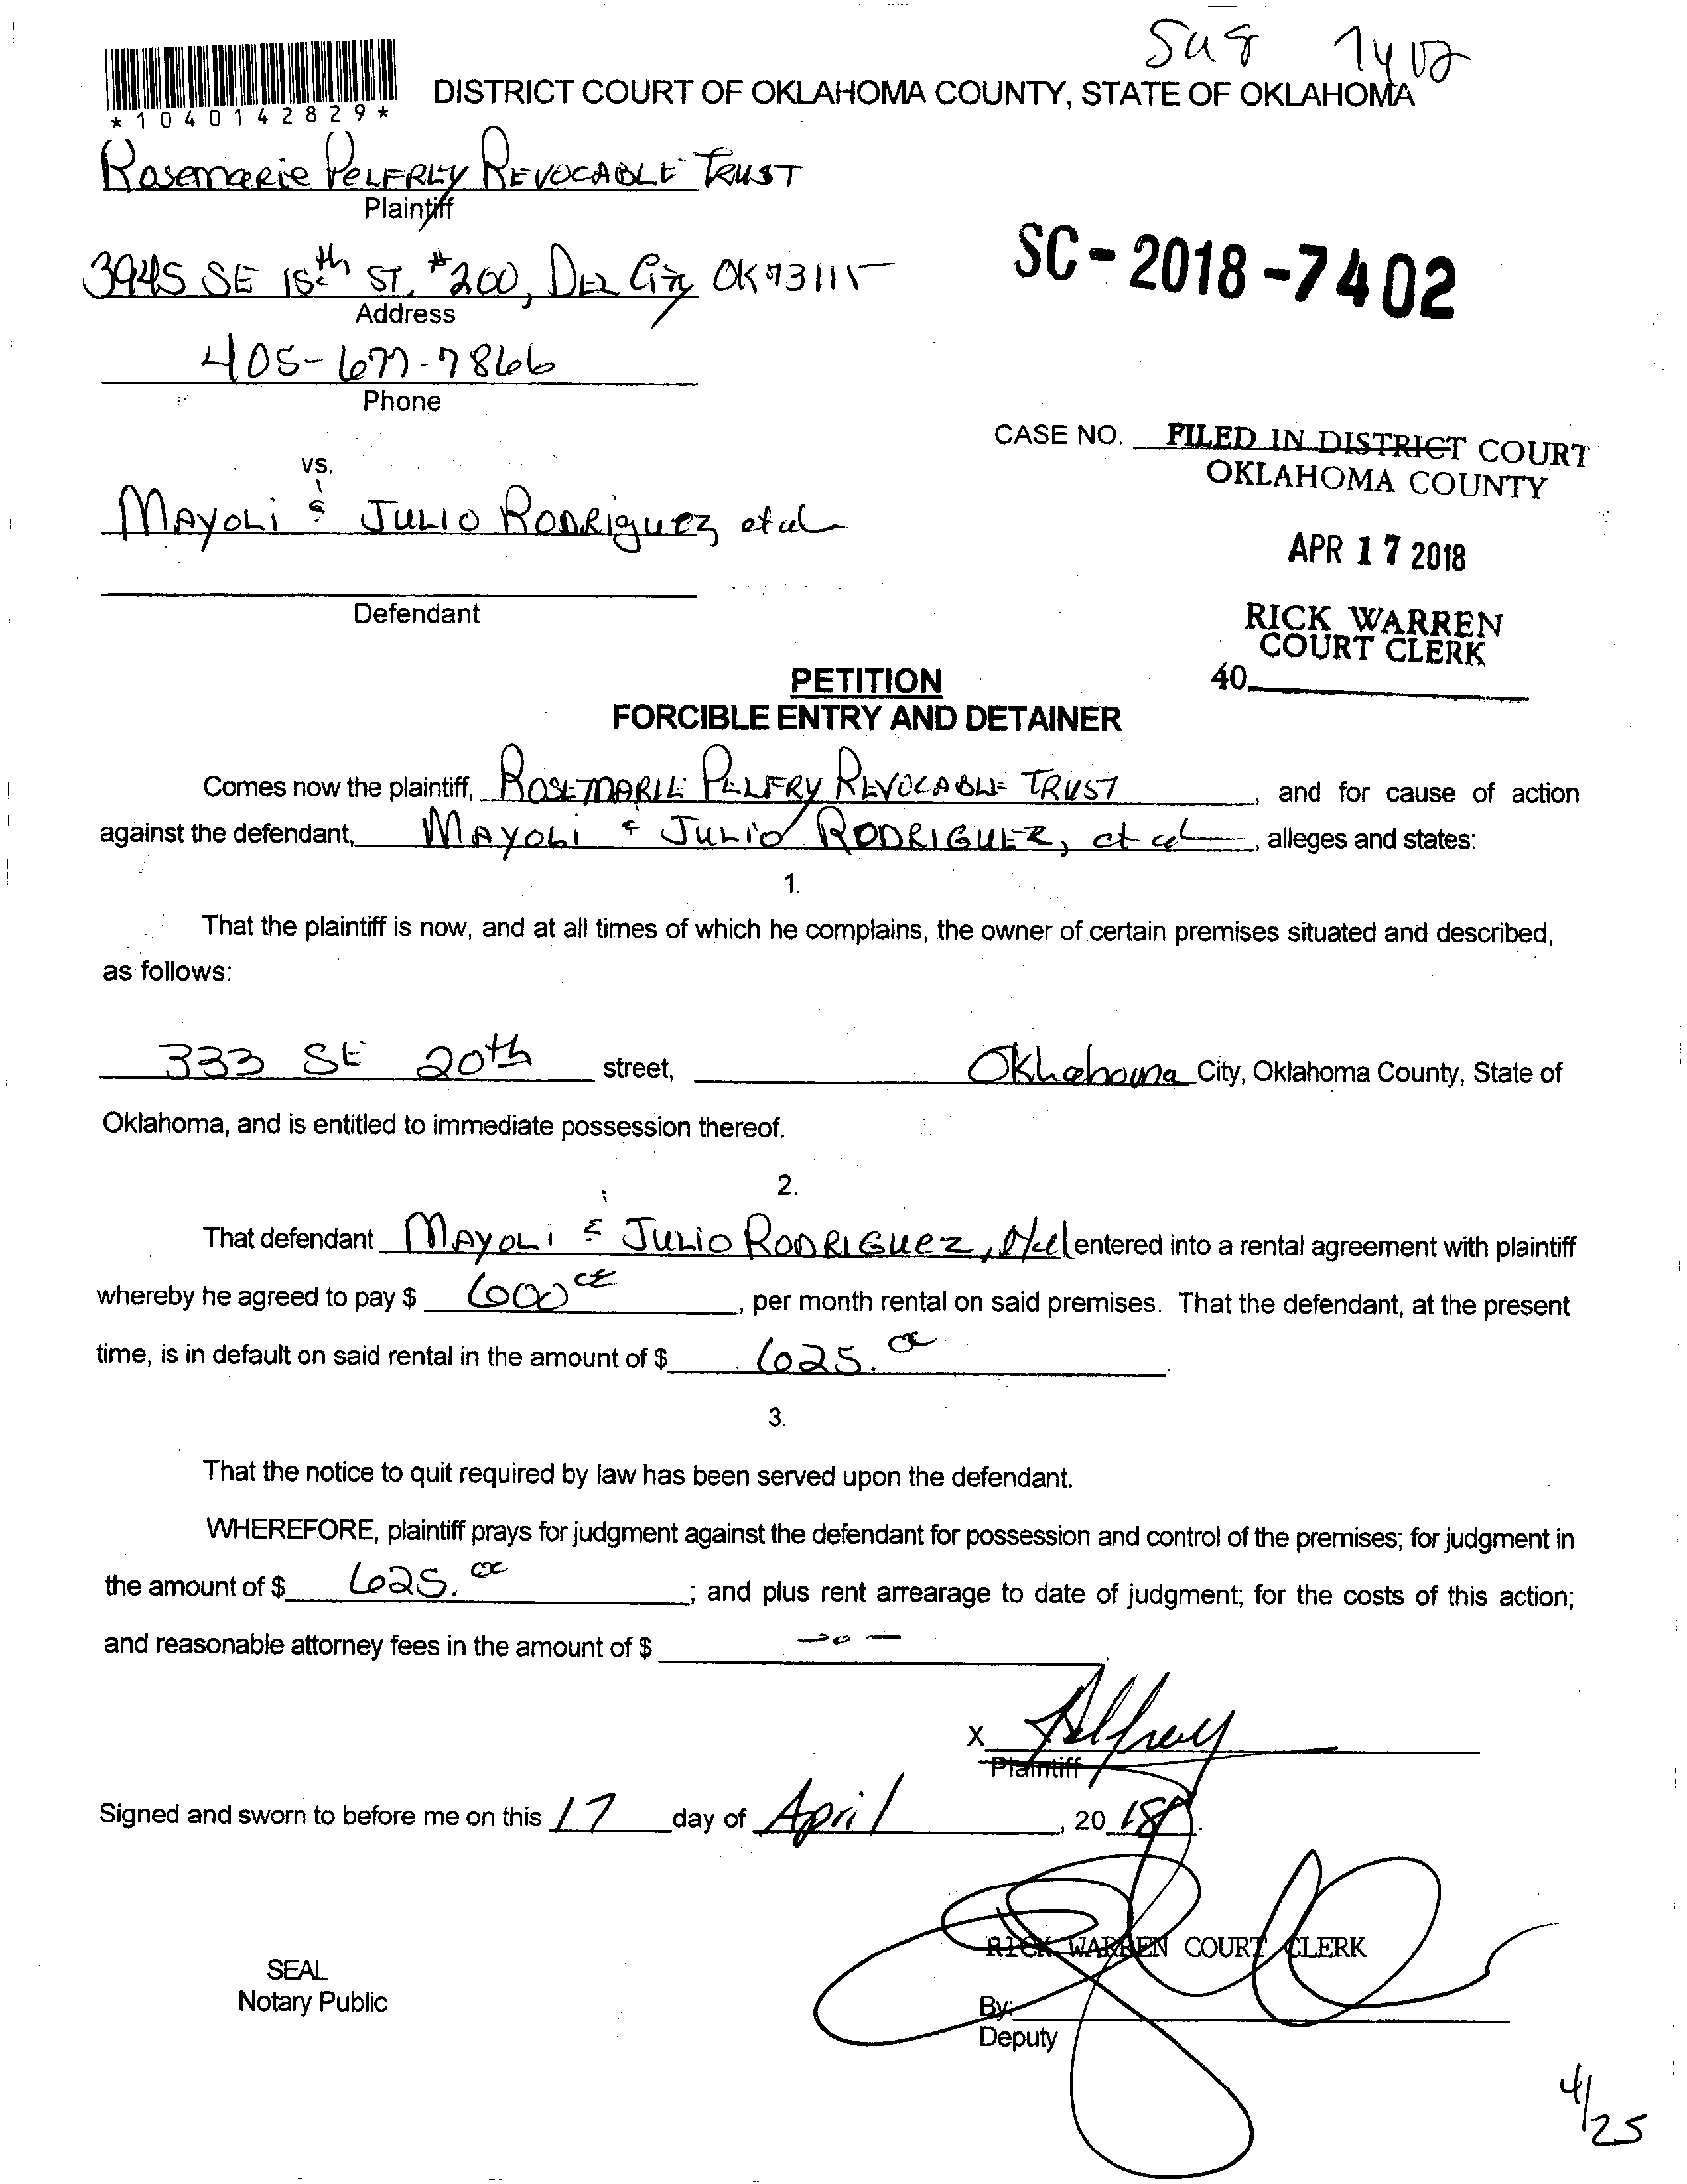 SC-2018-7402
*1040142829*
DISTRICT COURT OF OKLAHOMA COUNTY, STATE OF OKLAHOMA
Rosemarie Pelfrey Revocable Trust
Plaintiff
3945 SE 15th ST. #200, Del City OK 73115
Address
405-677-7866
Phone
CASE NO. FILED IN DISTRICT COURT
OKLAHOMA COUNTY
vs.
Mayoli & Julio Rodriguez, et al
APR 17 2018
Defendant
RICK WARREN
COURT CLERK
40
PETITION
FORCIBLE ENTRY AND DETAINER
Comes now the plaintiff, Rosemarie Pelfry Revocable Trust, and for cause of action
against the defendant, Mayoli & Julio Rodriguez, et al, alleges and states:
1.
That the plaintiff is now, and at all times of which he complains, the owner of certain premises situated and described,
as follows:
333 SE 20th street, Oklahoma City, Oklahoma County, State of
Oklahoma, and is entitled to immediate possession thereof.
2.
That defendant Mayoli & Julio Rodriguez, et al entered into a rental agreement with plaintiff
whereby he agreed to pay $ 600.00, per month rental on said premises. That the defendant, at the present
time, is in default on said rental in the amount of $ 625.00.
3.
That the notice to quit required by law has been served upon the defendant.
WHEREFORE, plaintiff prays for judgment against the defendant for possession and control of the premises; for judgment in
the amount of $ 625.00; and plus rent arrearage to date of judgment; for the costs of this action;
and reasonable attorney fees in the amount of $ -0-
X Pelfrey
Plaintiff
Signed and sworn to before me on this 17 day of April, 2018.
RICK WARREN COURT CLERK
SEAL
Notary Public
By:
Deputy
4/25